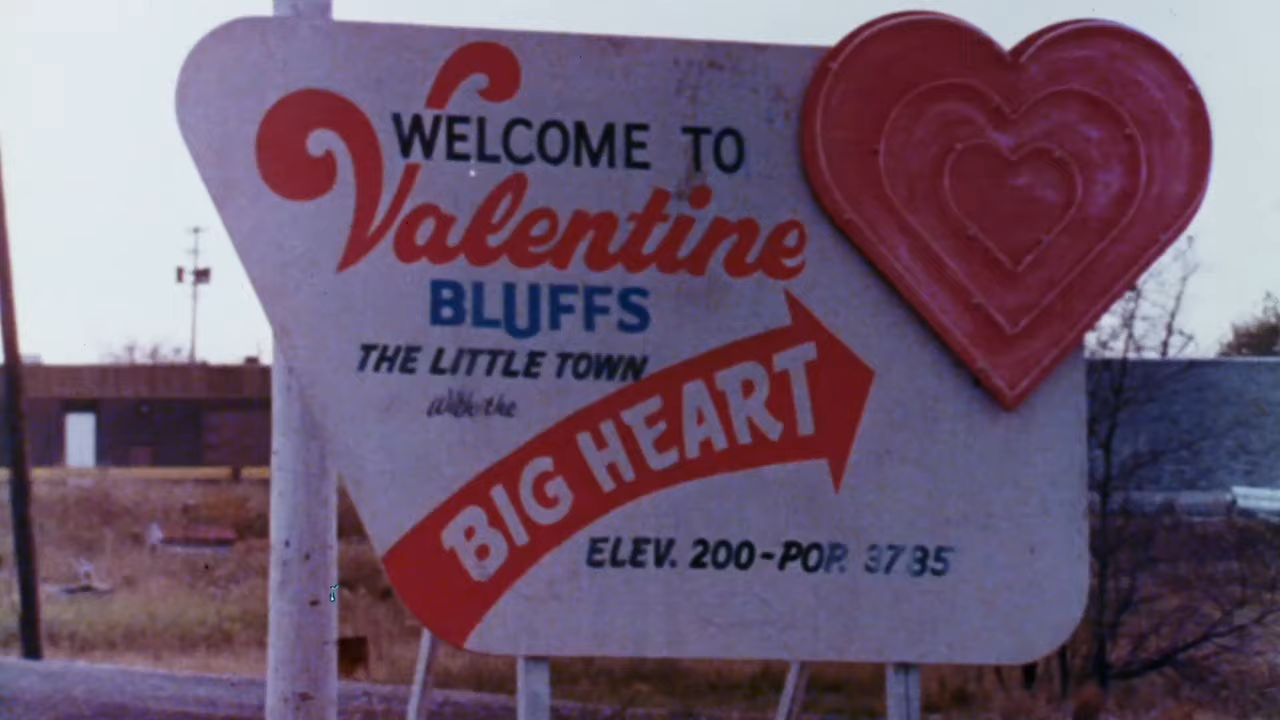 WELCOME TO
Valentine
BLUFFS
THE LITTLE TOWN
with the
BIG HEART
ELEV. 200-POP. 3785